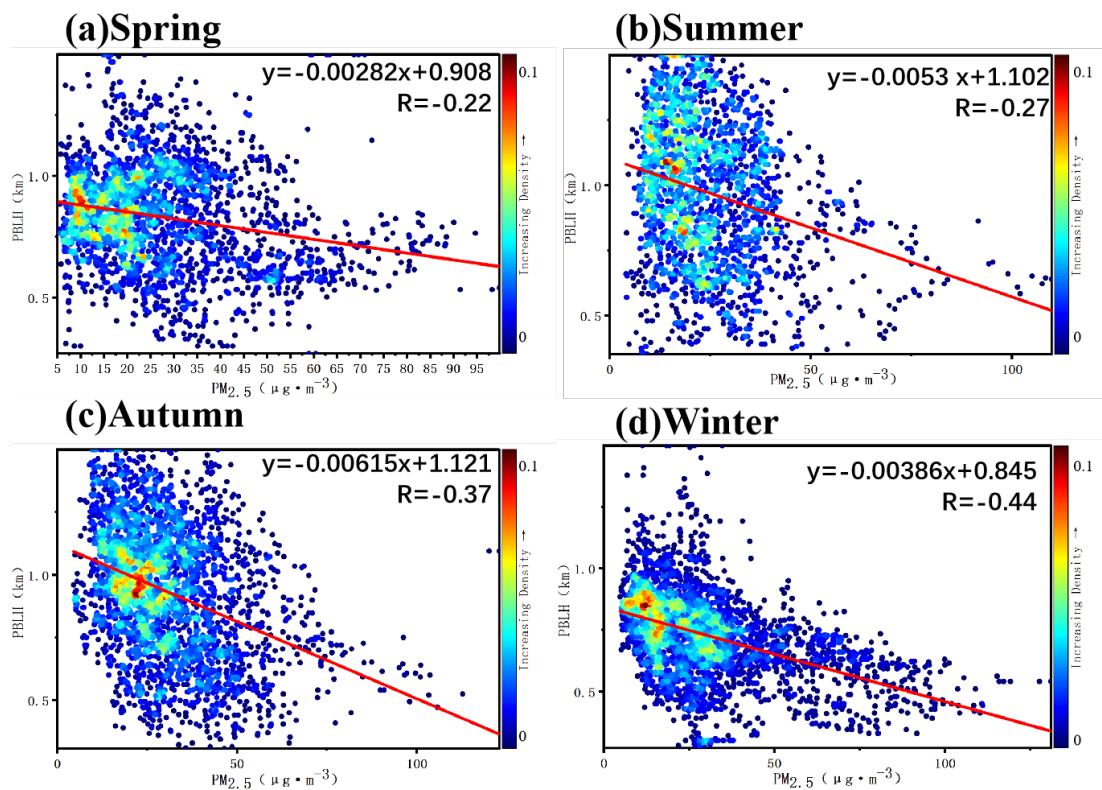 (a)Spring
y=-0.00282x+0.908
R=-0.22
PBLH (km)
1.0
0.5
5 10 15 20 25 30 35 40 45 50 55 60 65 70 75 80 85 90 95
PM2.5 (μg·m-3)
0.1
Increasing Density →
0
(b)Summer
y=-0.0053 x+1.102
R=-0.27
PBLH (km)
1.0
0.5
0 50 100
PM2.5 (μg·m-3)
0.1
Increasing Density →
0
(c)Autumn
y=-0.00615x+1.121
R=-0.37
PBLH (km)
1.0
0.5
0 50 100
PM2.5 (μg·m-3)
0.1
Increasing Density →
0
(d)Winter
y=-0.00386x+0.845
R=-0.44
PBLH (km)
1.0
0.5
0 50 100
PM2.5 (μg·m-3)
0.1
Increasing Density →
0